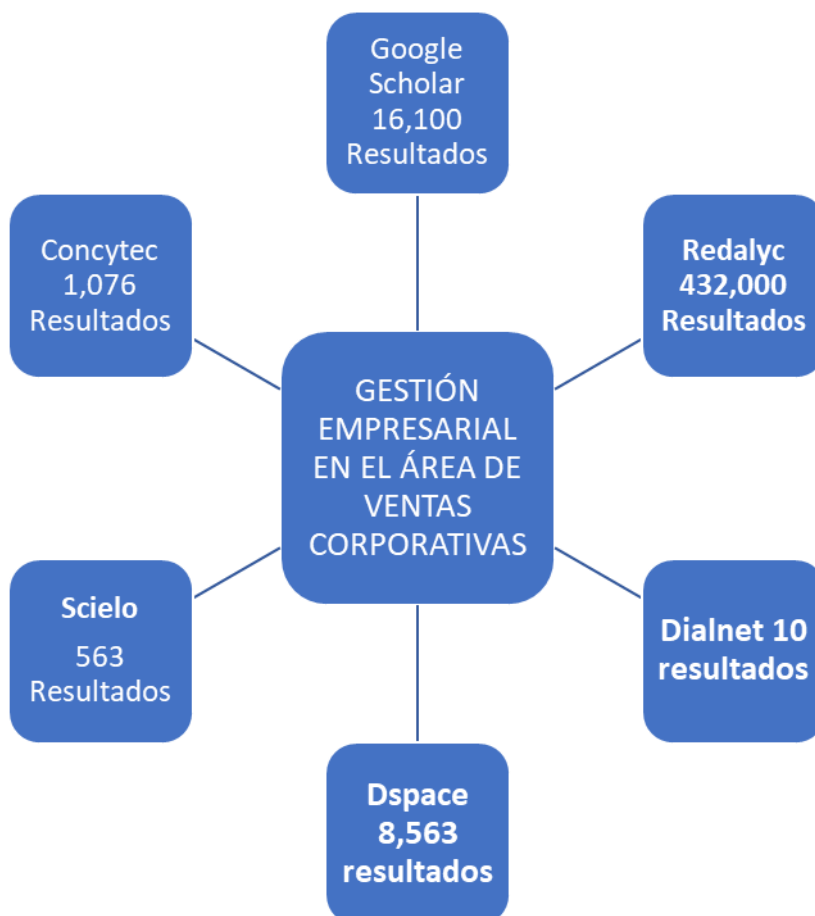 Google
Scholar
16,100
Resultados
Concytec
1,076
Resultados
Redalyc
432,000
Resultados
GESTIÓN
EMPRESARIAL
EN EL ÁREA DE
VENTAS
CORPORATIVAS
Scielo
563
Resultados
Dialnet 10
resultados
Dspace
8,563
resultados